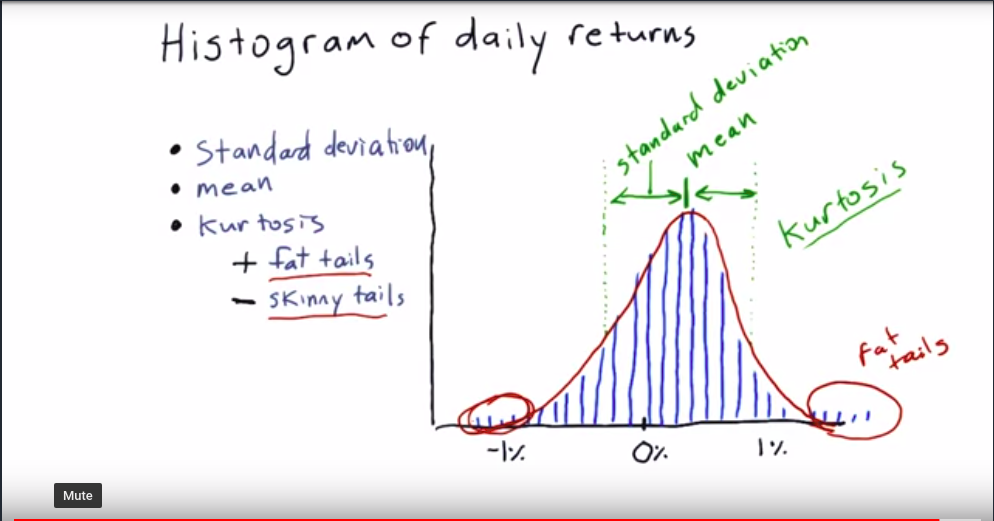 Histogram of daily returns
• Standard deviation
• mean
• Kurtosis
+ fat tails
− skinny tails
standard deviation
mean
Kurtosis
Fat
tails
-1%
0%
1%
Mute